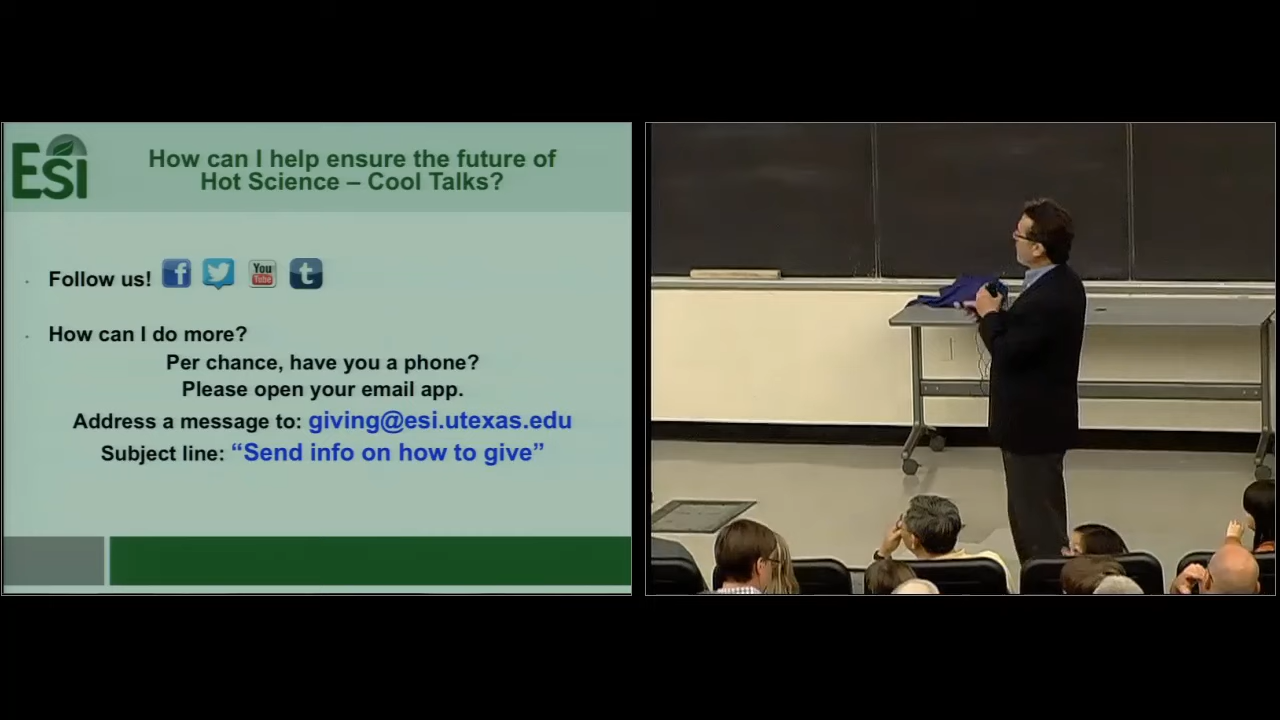 ESI
How can I help ensure the future of
Hot Science – Cool Talks?
Follow us! f You Tube t
How can I do more?
Per chance, have you a phone?
Please open your email app.
Address a message to: giving@esi.utexas.edu
Subject line: “Send info on how to give”